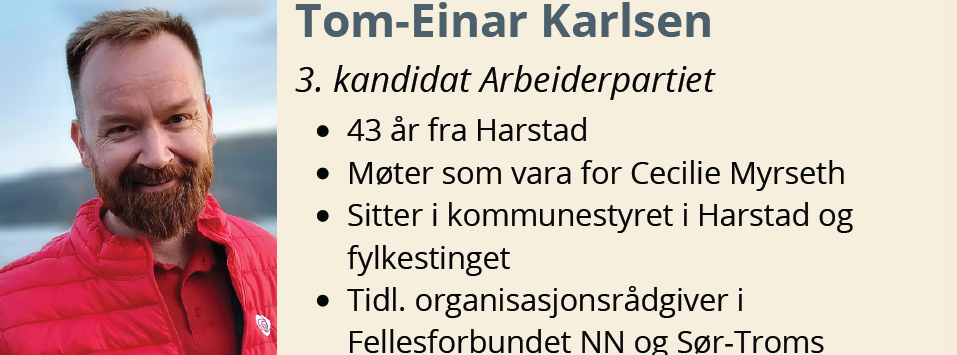 Tom-Einar Karlsen
3. kandidat Arbeiderpartiet
• 43 år fra Harstad
• Møter som vara for Cecilie Myrseth
• Sitter i kommunestyret i Harstad og
fylkestinget
• Tidl. organisasjonsrådgiver i
Fellesforbundet NN og Sør-Troms